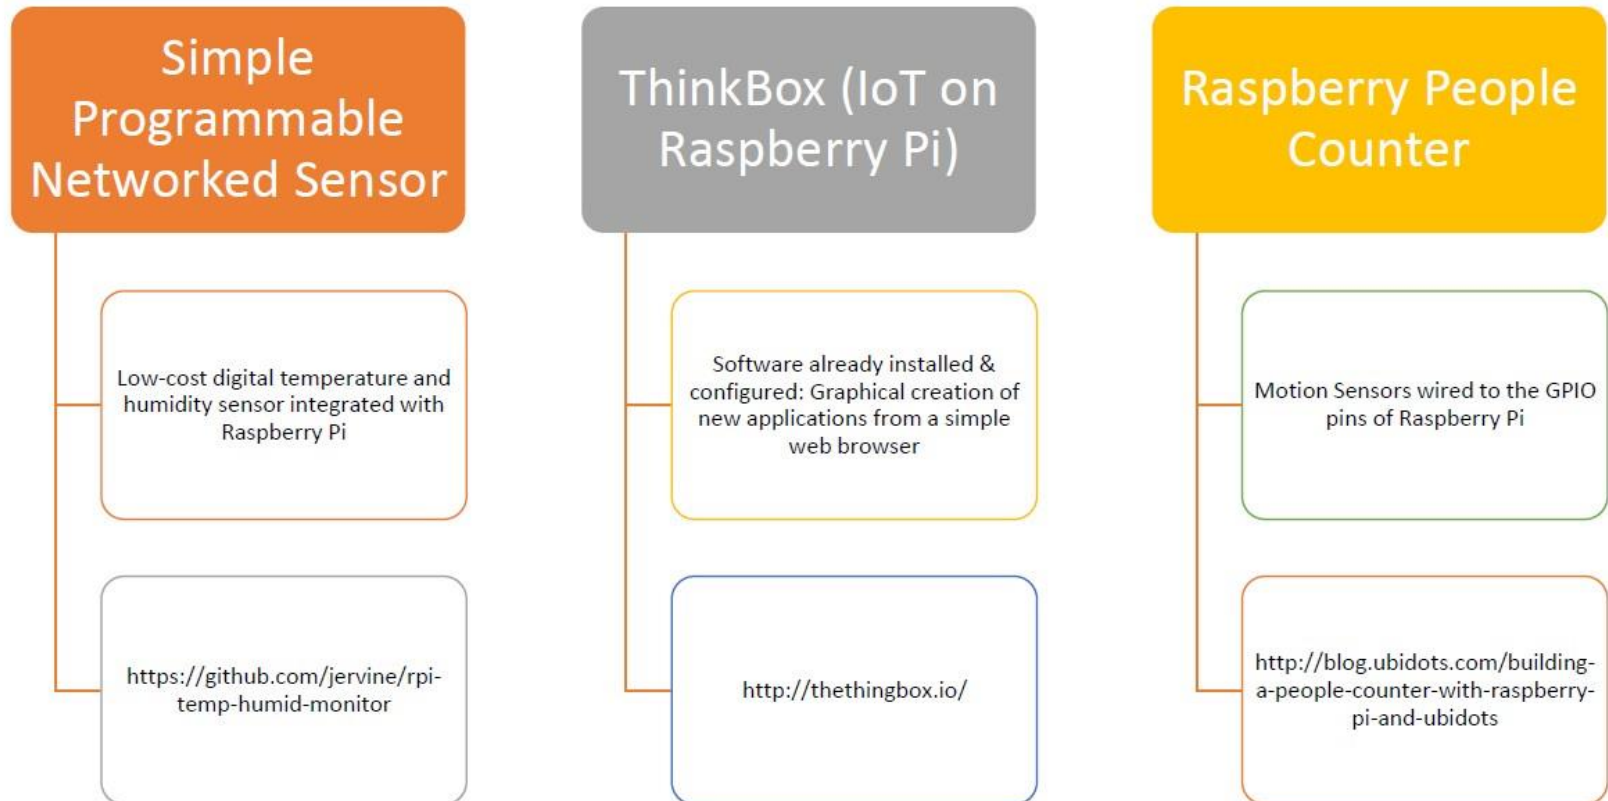 Simple
Programmable
Networked Sensor
Low-cost digital temperature and
humidity sensor integrated with
Raspberry Pi
https://github.com/jervine/rpi-
temp-humid-monitor
ThinkBox (IoT on
Raspberry Pi)
Software already installed &
configured: Graphical creation of
new applications from a simple
web browser
http://thethingbox.io/
Raspberry People
Counter
Motion Sensors wired to the GPIO
pins of Raspberry Pi
http://blog.ubidots.com/building-
a-people-counter-with-raspberry-
pi-and-ubidots